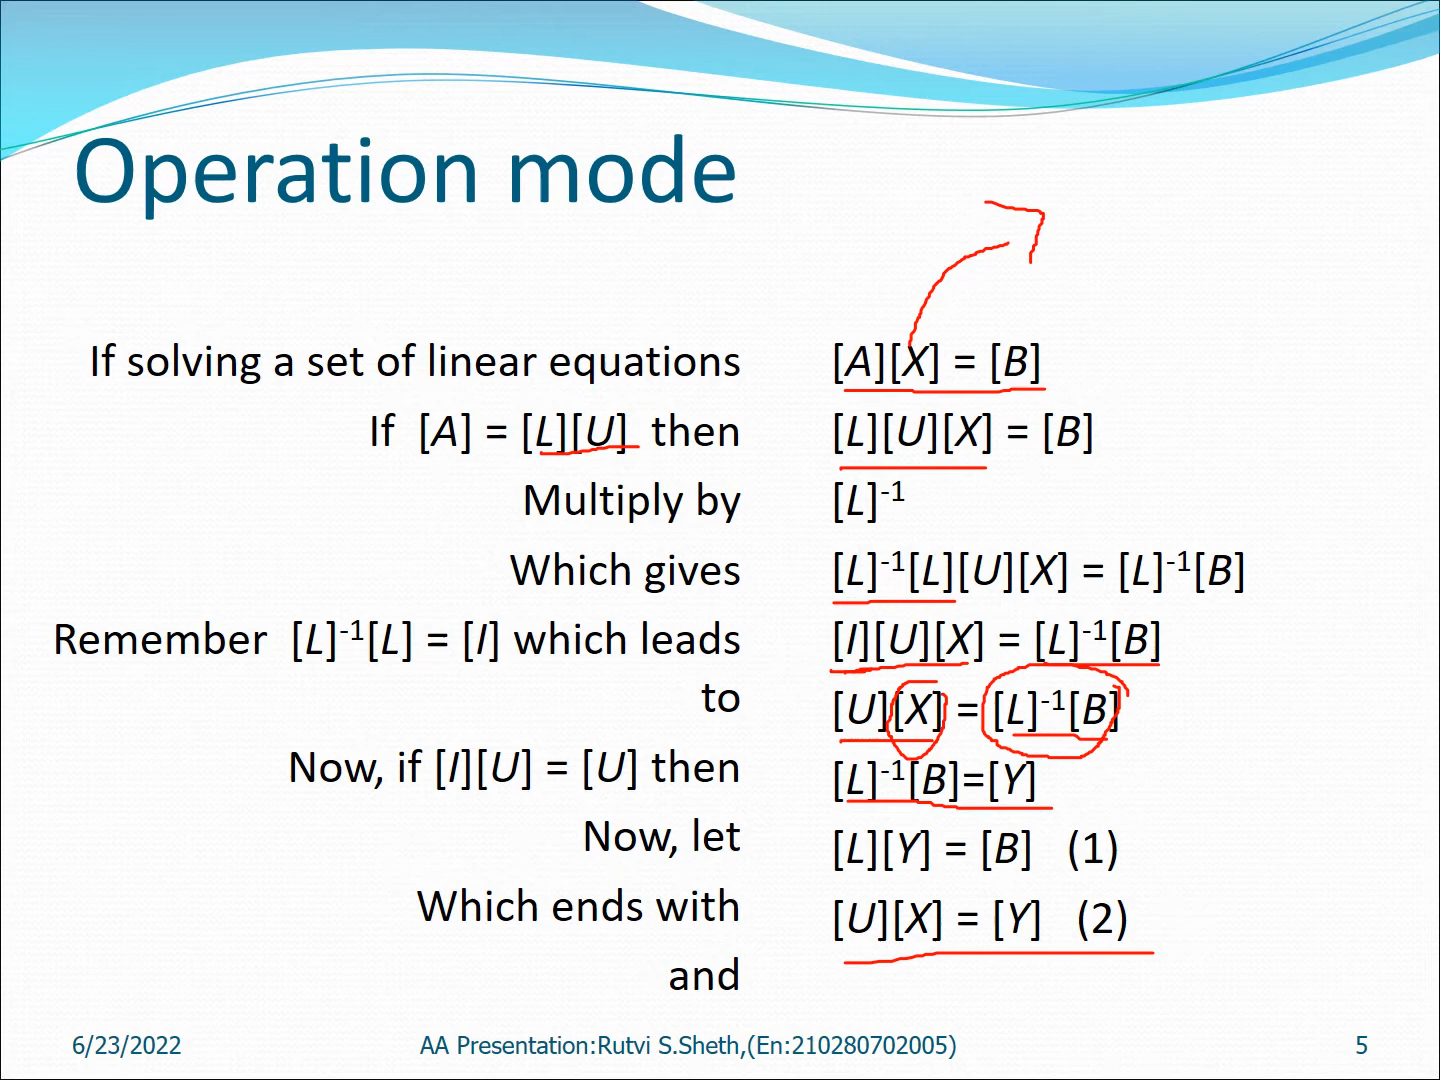 Operation mode
If solving a set of linear equations [A][X] = [B]
If [A] = [L][U] then [L][U][X] = [B]
Multiply by [L]⁻¹
Which gives [L]⁻¹[L][U][X] = [L]⁻¹[B]
Remember [L]⁻¹[L] = [I] which leads [I][U][X] = [L]⁻¹[B]
to [U][X] = [L]⁻¹[B]
Now, if [I][U] = [U] then [L]⁻¹[B]=[Y]
Now, let [L][Y] = [B] (1)
Which ends with [U][X] = [Y] (2)
and
6/23/2022 AA Presentation:Rutvi S.Sheth,(En:210280702005) 5